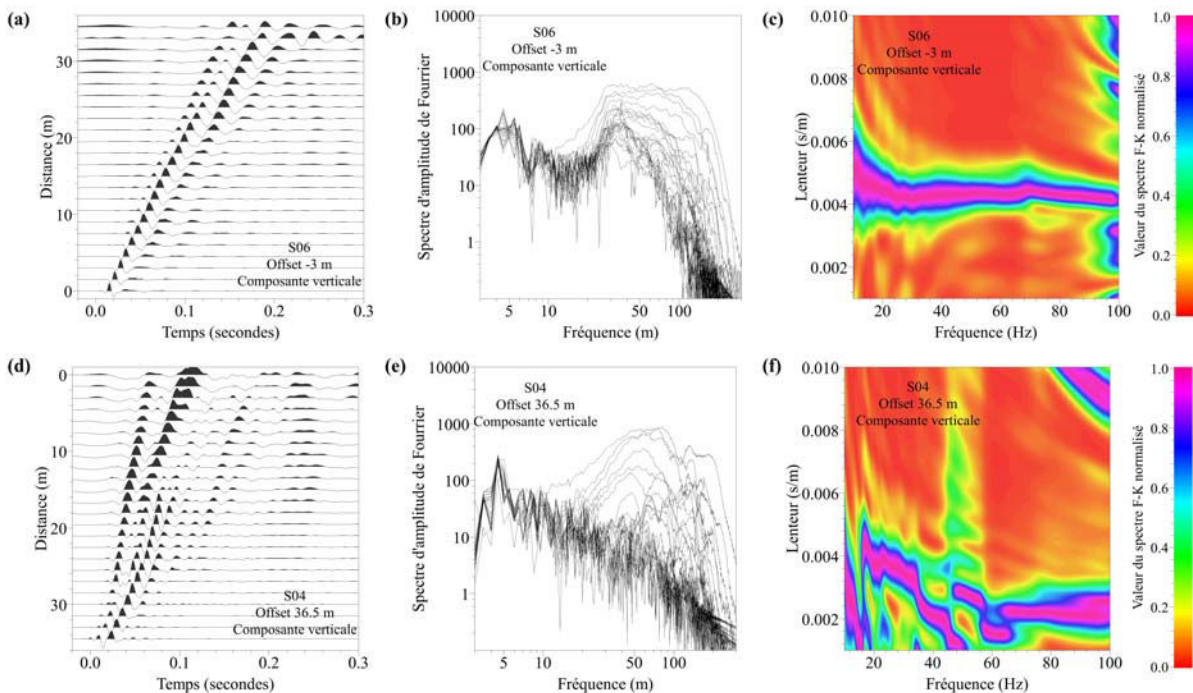 (a)
30
20
10
0
Distance (m)
S06
Offset -3 m
Composante verticale
0.0 0.1 0.2 0.3
Temps (secondes)
(b)
10000
1000
100
10
1
Spectre d'amplitude de Fourrier
S06
Offset -3 m
Composante verticale
5 10 50 100
Fréquence (m)
(c)
0.010
0.008
0.006
0.004
0.002
Lenteur (s/m)
S06
Offset -3 m
Composante verticale
20 40 60 80 100
Fréquence (Hz)
1.0
0.8
0.6
0.4
0.2
0.0
Valeur du spectre F-K normalisé
(d)
0
10
20
30
Distance (m)
S04
Offset 36.5 m
Composante verticale
0.0 0.1 0.2 0.3
Temps (secondes)
(e)
10000
1000
100
10
1
Spectre d'amplitude de Fourrier
S04
Offset 36.5 m
Composante verticale
5 10 50 100
Fréquence (m)
(f)
0.010
0.008
0.006
0.004
0.002
Lenteur (s/m)
S04
Offset 36.5 m
Composante verticale
20 40 60 80 100
Fréquence (Hz)
1.0
0.8
0.6
0.4
0.2
0.0
Valeur du spectre F-K normalisé